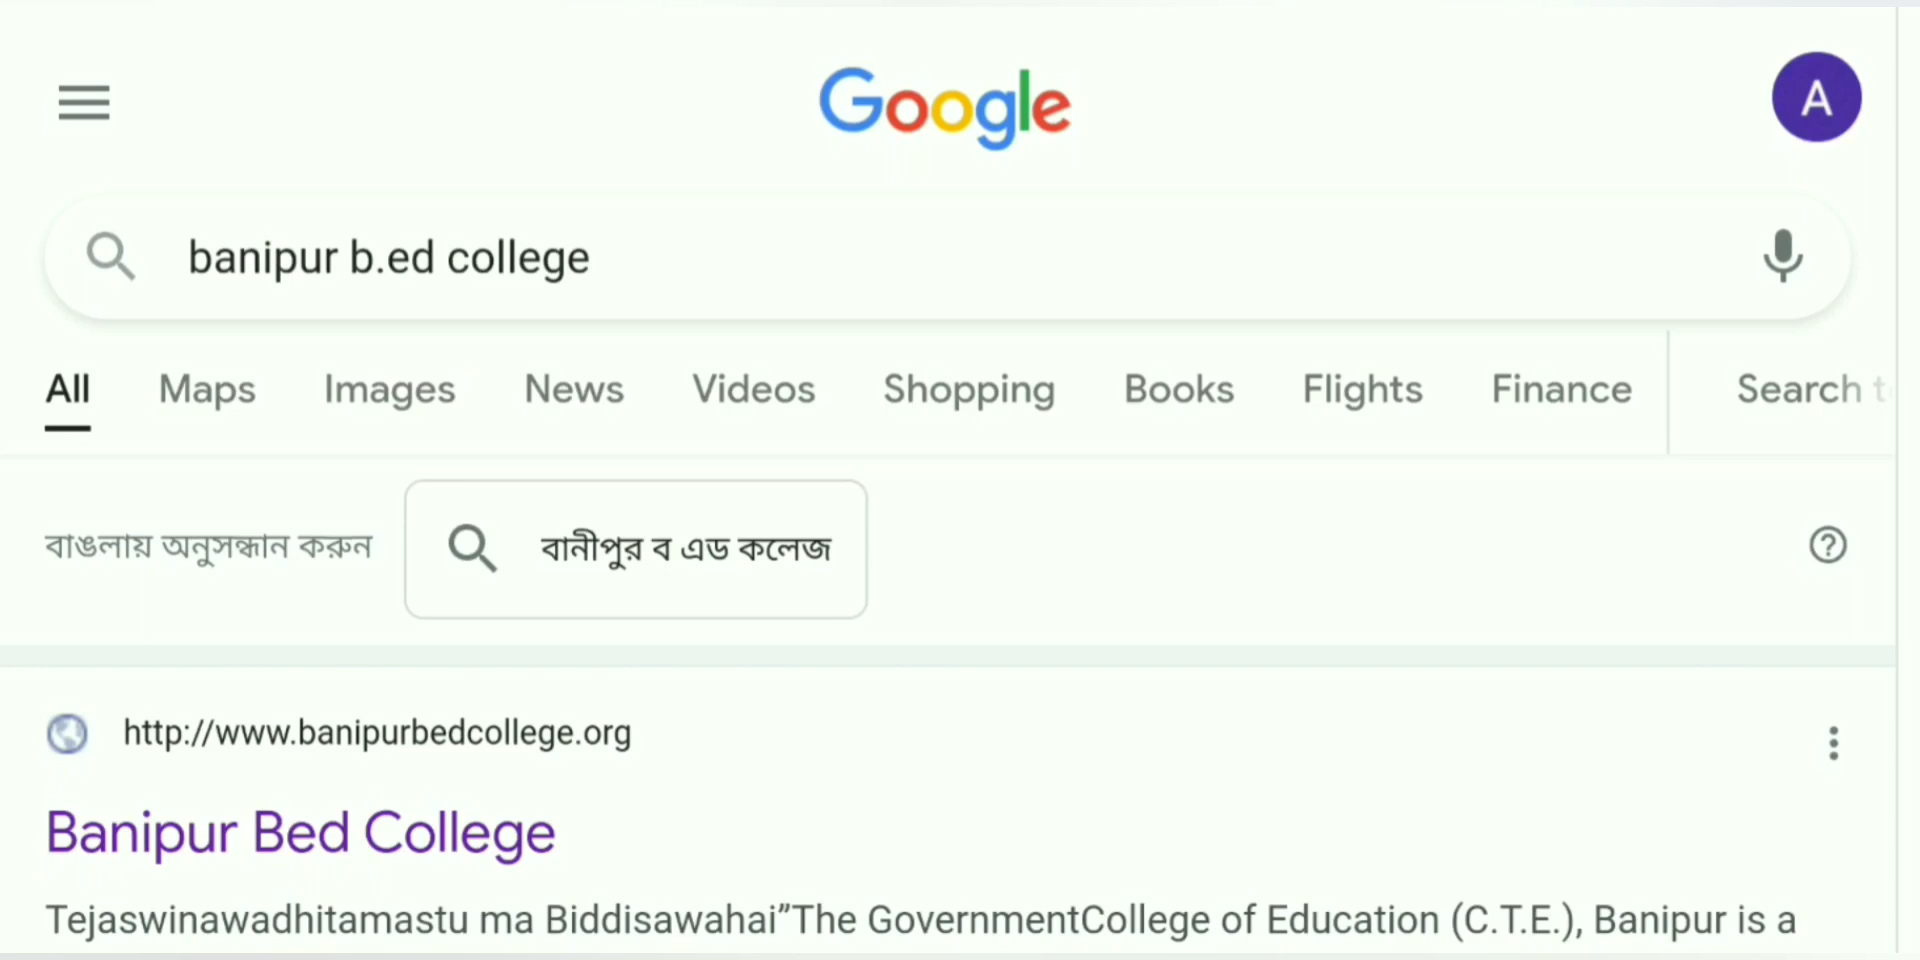 Google
A
banipur b.ed college
All Maps Images News Videos Shopping Books Flights Finance Search t
বাঙলায় অনুসন্ধান করুন বানীপুর ব এড কলেজ
http://www.banipurbedcollege.org
Banipur Bed College
Tejaswinawadhitamastu ma Biddisawahai”The GovernmentCollege of Education (C.T.E.), Banipur is a